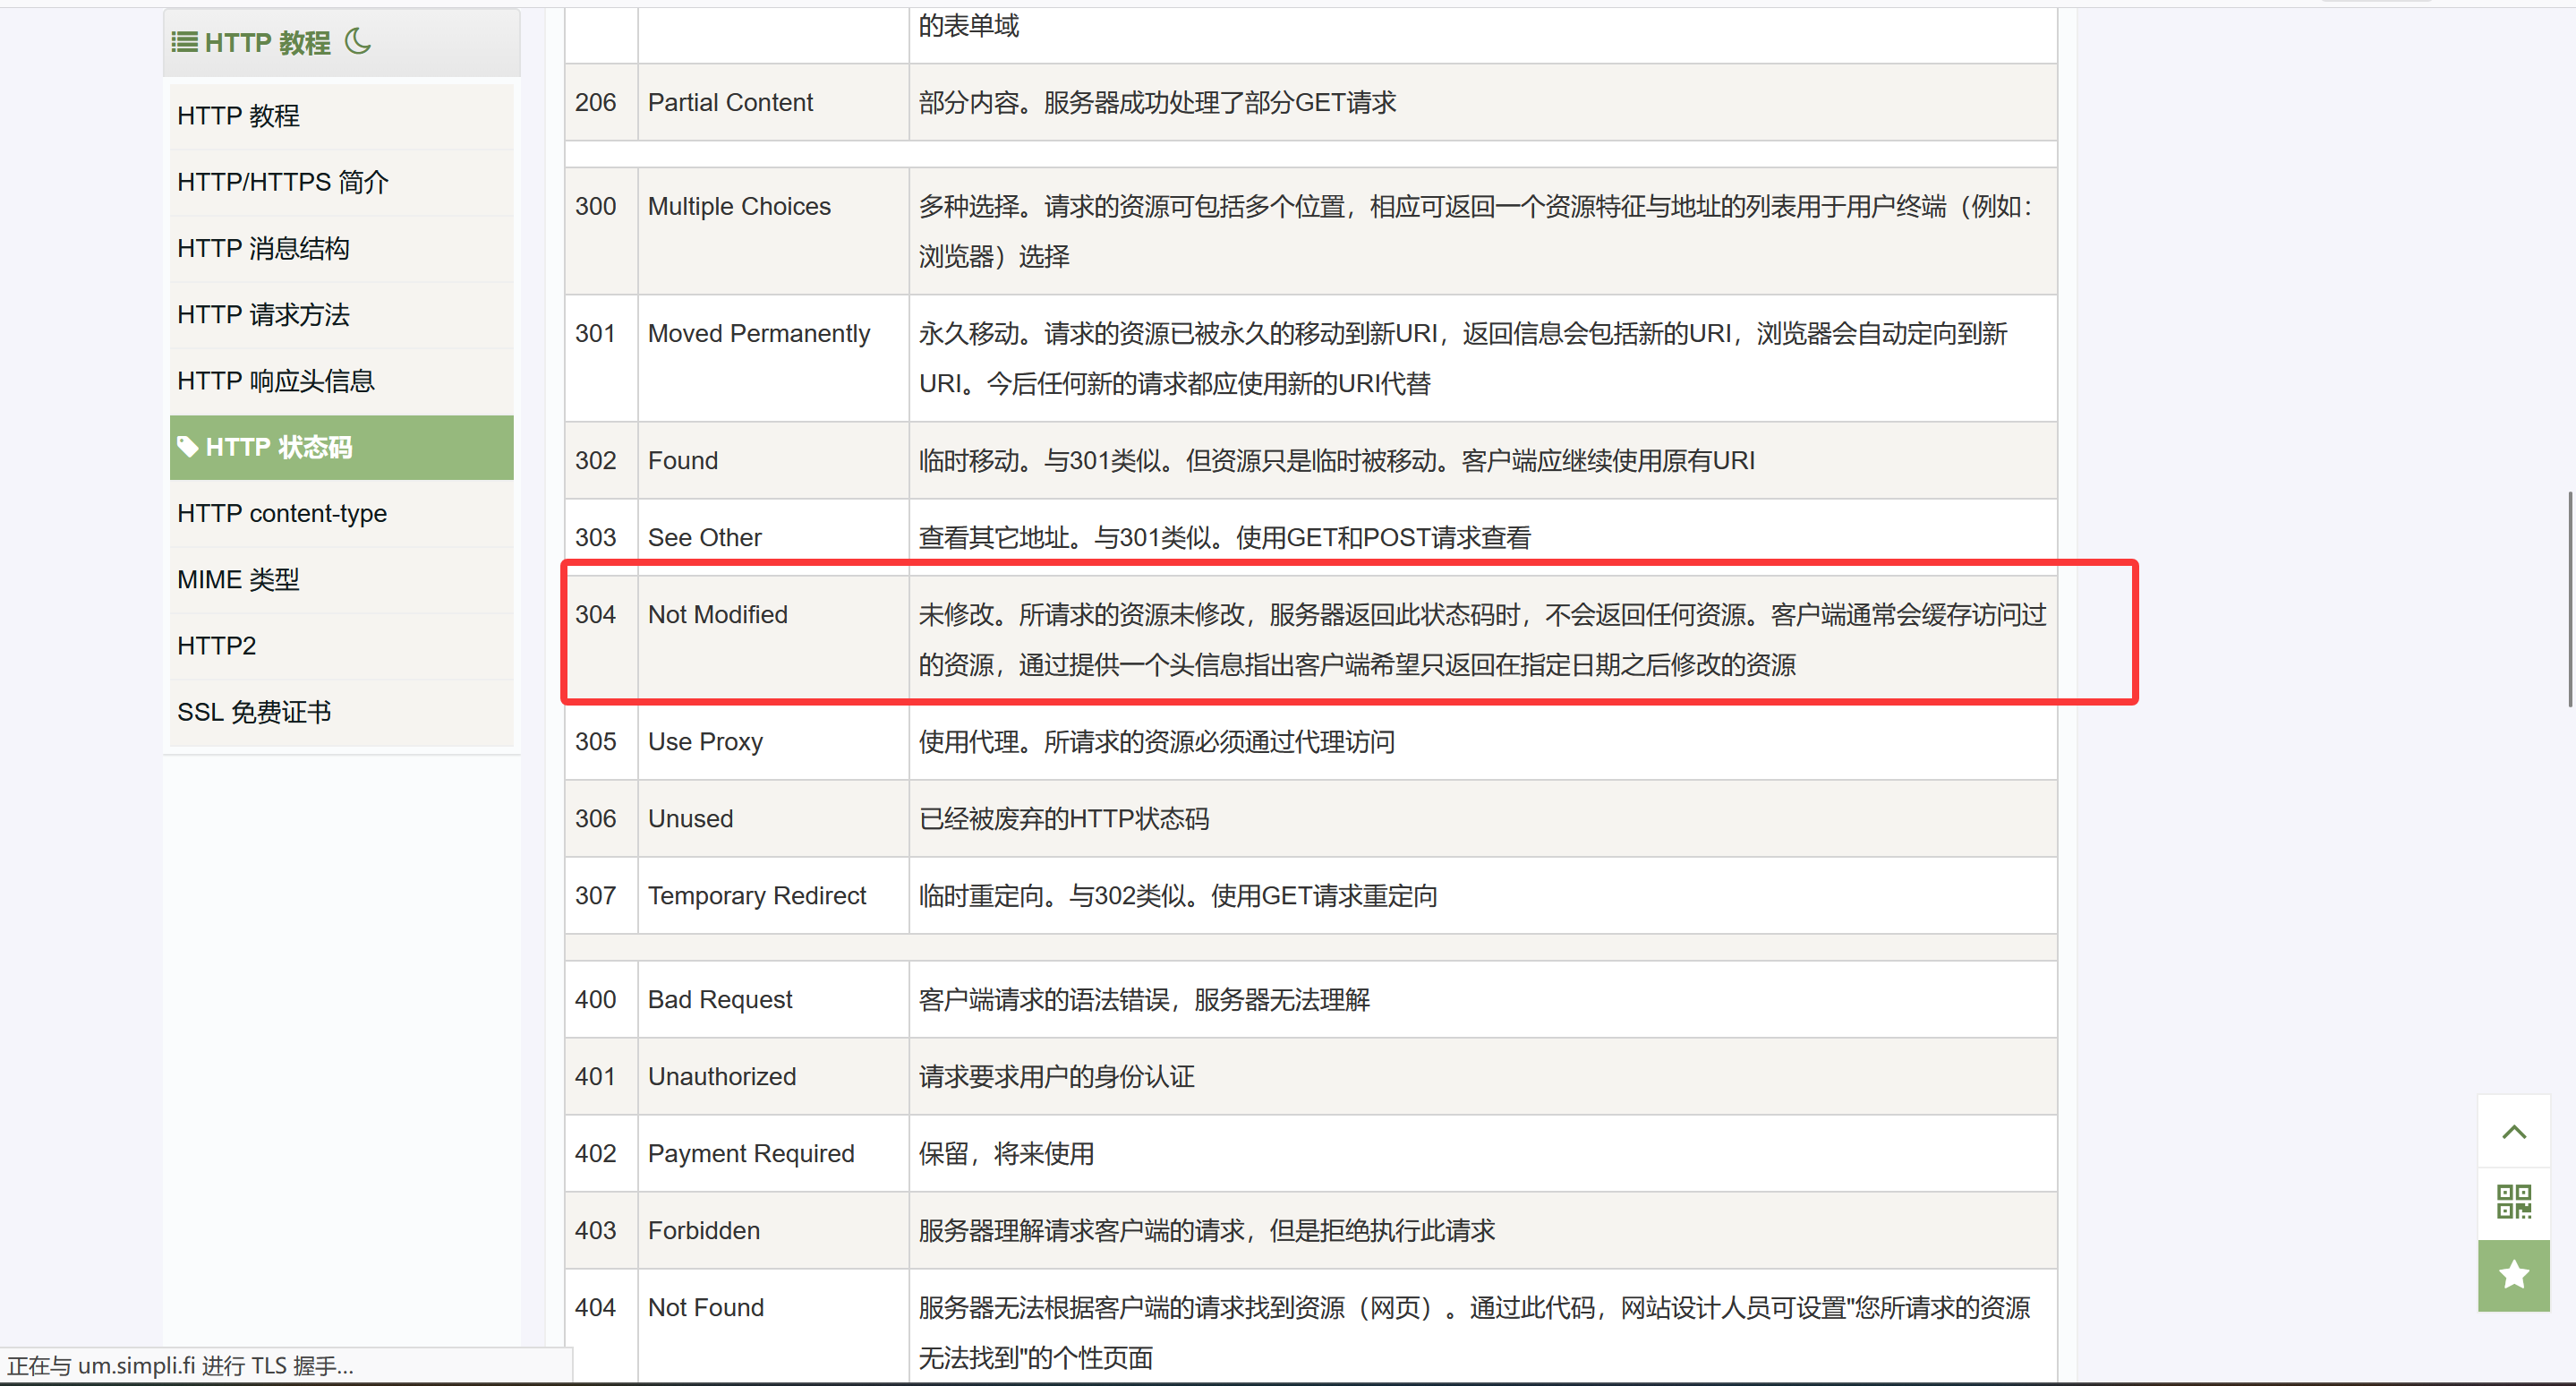 HTTP 教程
HTTP 教程
HTTP/HTTPS 简介
HTTP 消息结构
HTTP 请求方法
HTTP 响应头信息
HTTP 状态码
HTTP content-type
MIME 类型
HTTP2
SSL 免费证书
的表单域
206 Partial Content 部分内容。服务器成功处理了部分GET请求
300 Multiple Choices 多种选择。请求的资源可包括多个位置，相应可返回一个资源特征与地址的列表用于用户终端（例如：
浏览器）选择
301 Moved Permanently 永久移动。请求的资源已被永久的移动到新URI，返回信息会包括新的URI，浏览器会自动定向到新
URI。今后任何新的请求都应使用新的URI代替
302 Found 临时移动。与301类似。但资源只是临时被移动。客户端应继续使用原有URI
303 See Other 查看其它地址。与301类似。使用GET和POST请求查看
304 Not Modified 未修改。所请求的资源未修改，服务器返回此状态码时，不会返回任何资源。客户端通常会缓存访问过
的资源，通过提供一个头信息指出客户端希望只返回在指定日期之后修改的资源
305 Use Proxy 使用代理。所请求的资源必须通过代理访问
306 Unused 已经被废弃的HTTP状态码
307 Temporary Redirect 临时重定向。与302类似。使用GET请求重定向
400 Bad Request 客户端请求的语法错误，服务器无法理解
401 Unauthorized 请求要求用户的身份认证
402 Payment Required 保留，将来使用
403 Forbidden 服务器理解请求客户端的请求，但是拒绝执行此请求
404 Not Found 服务器无法根据客户端的请求找到资源（网页）。通过此代码，网站设计人员可设置"您所请求的资源
无法找到"的个性页面
正在与 um.simpli.fi 进行 TLS 握手...